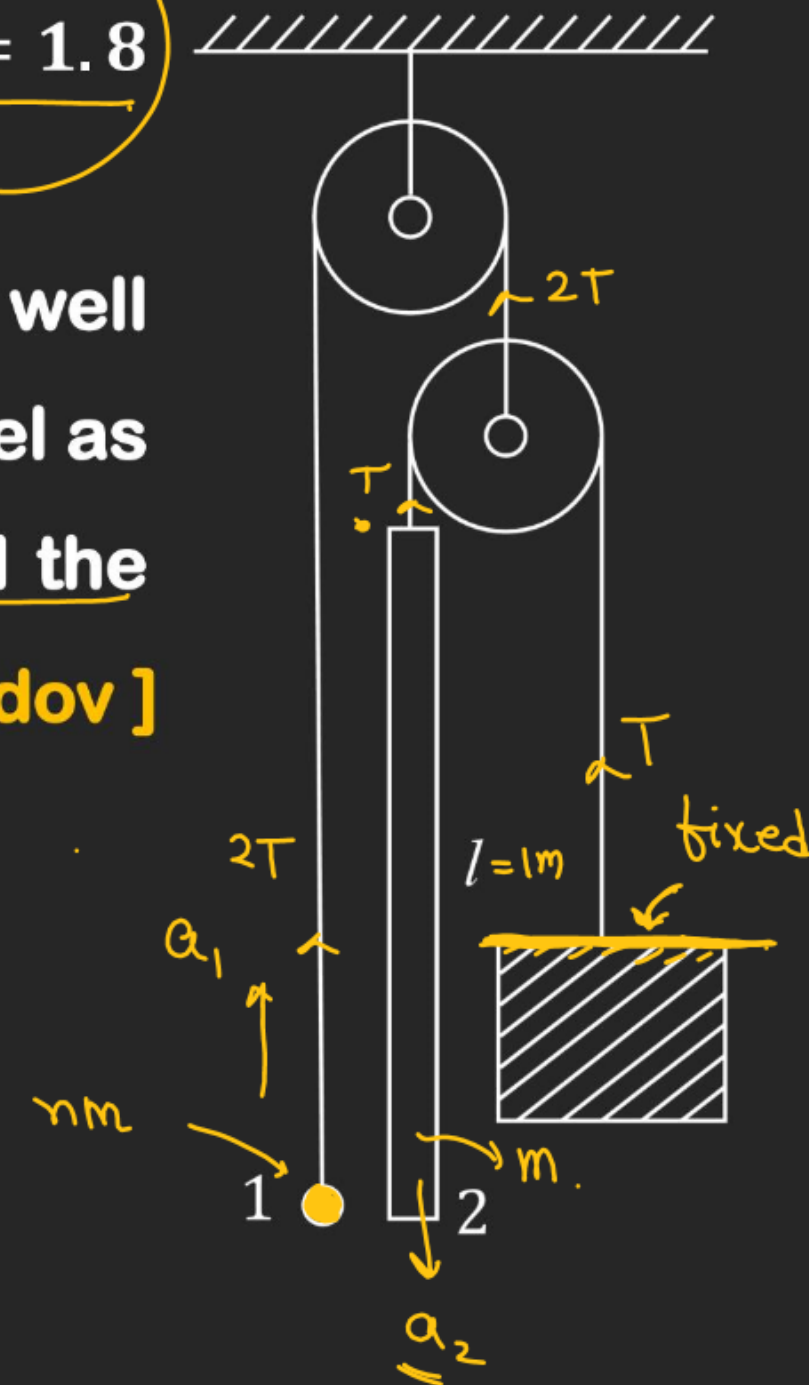 = 1.8
well
el as
l the
dov ]
2T
T
T
fixed
2T
l = 1m
a₁
nm
m.
1
2
a₂